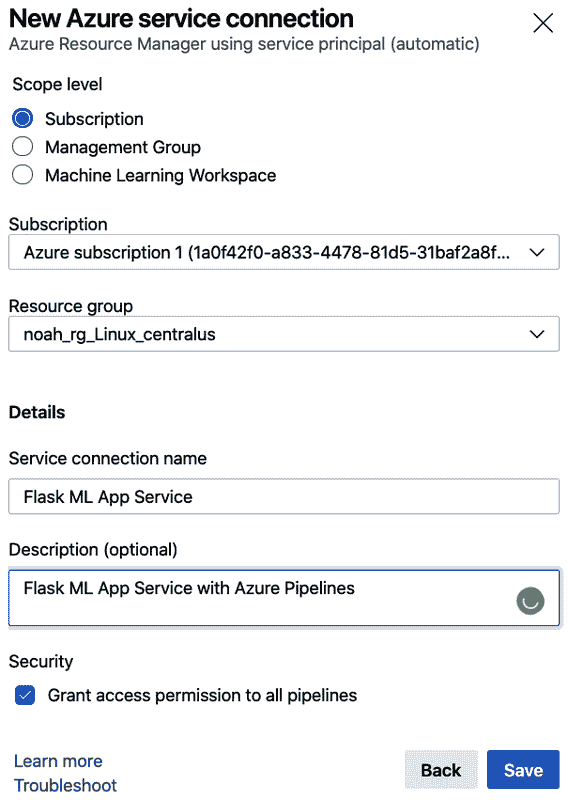 New Azure service connection
Azure Resource Manager using service principal (automatic)
Scope level
Subscription
Management Group
Machine Learning Workspace
Subscription
Azure subscription 1 (1a0f42f0-a833-4478-81d5-31baf2a8f...
Resource group
noah_rg_Linux_centralus
Details
Service connection name
Flask ML App Service
Description (optional)
Flask ML App Service with Azure Pipelines
Security
Grant access permission to all pipelines
Learn more
Troubleshoot
Back
Save